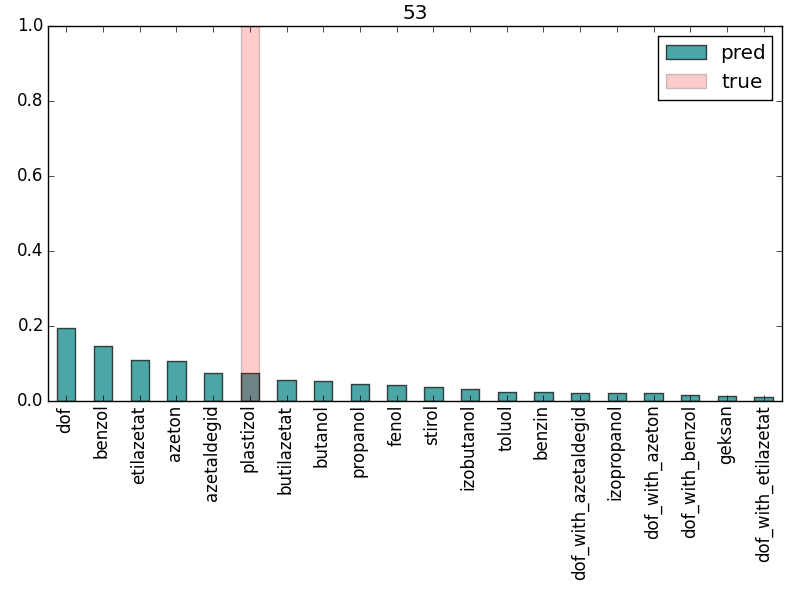 53
1.0
0.8
0.6
0.4
0.2
0.0
pred
true
dof
benzol
etilazetat
azeton
azetaldegid
plastizol
butilazetat
butanol
propanol
fenol
stirol
izobutanol
toluol
benzin
dof_with_azetaldegid
izopropanol
dof_with_azeton
dof_with_benzol
geksan
dof_with_etilazetat